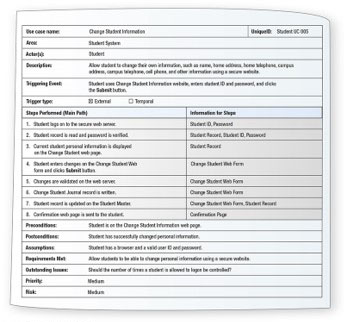 Use case name: Change Student Information UniqueID: Student UC 005
Area: Student System
Actor(s): Student
Description: Allow student to change their own information, such as name, home address, home telephone, campus
address, campus telephone, cell phone, and other information using a secure website.
Triggering Event: Student uses Change Student Information website, enters student ID and password, and clicks
the Submit button.
Trigger type: ☒ External ☐ Temporal
Steps Performed (Main Path) Information for Steps
1. Student logs on to the secure web server. Student ID, Password
2. Student record is read and password is verified. Student Record, Student ID, Password
3. Current student personal information is displayed Student Record
on the Change Student web page.
4. Student enters changes on the Change Student Web Change Student Web Form
form and clicks Submit button.
5. Changes are validated on the web server. Change Student Web Form
6. Change Student Journal record is written. Change Student Web Form
7. Student record is updated on the Student Master. Change Student Web Form, Student Record
8. Confirmation web page is sent to the student. Confirmation Page
Preconditions: Student is on the Change Student Information web page.
Postconditions: Student has successfully changed personal information.
Assumptions: Student has a browser and a valid user ID and password.
Requirements Met: Allow students to be able to change personal information using a secure website.
Outstanding Issues: Should the number of times a student is allowed to logon be controlled?
Priority: Medium
Risk: Medium